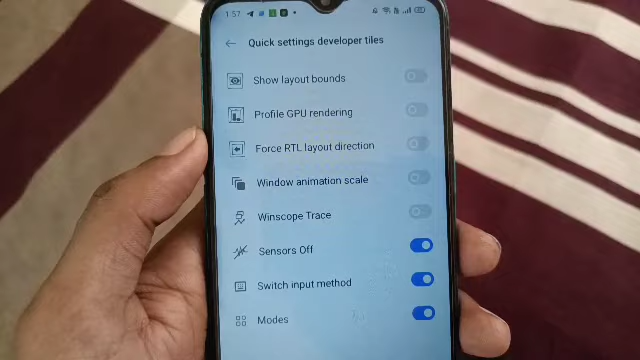 1:57
Quick settings developer tiles
Show layout bounds
Profile GPU rendering
Force RTL layout direction
Window animation scale
Winscope Trace
Sensors Off
Switch input method
Modes